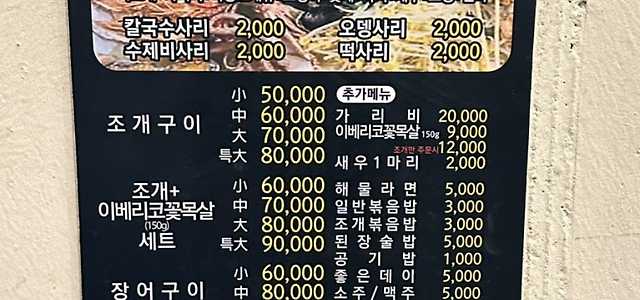 칼국수사리 2,000 오뎅사리 2,000
수제비사리 2,000 떡사리 2,000
조개구이
小 50,000
中 60,000
大 70,000
특大 80,000
조개+
이베리코꽃목살
(150g)
세트
小 60,000
中 70,000
大 80,000
특大 90,000
장어구이
小 60,000
中 80,000
추가메뉴
가리비 20,000
이베리코꽃목살 150g 9,000
조개만 주문시 12,000
새우1마리 2,000
해물라면 5,000
일반볶음밥 3,000
조개볶음밥 3,000
된장술밥 5,000
공기밥 1,000
좋은데이 5,000
소주/맥주 5,000